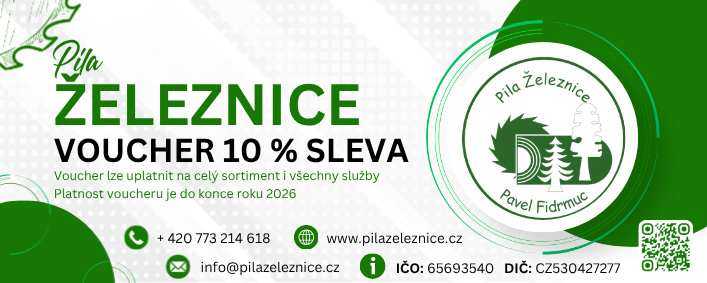 Pila
ŽELEZNICE
VOUCHER 10 % SLEVA
Voucher lze uplatnit na celý sortiment i všechny služby
Platnost voucheru je do konce roku 2026
Pila Železnice
Pavel Fidrmuc
+ 420 773 214 618
www.pilazeleznice.cz
info@pilazeleznice.cz
i
IČO: 65693540 DIČ: CZ530427277